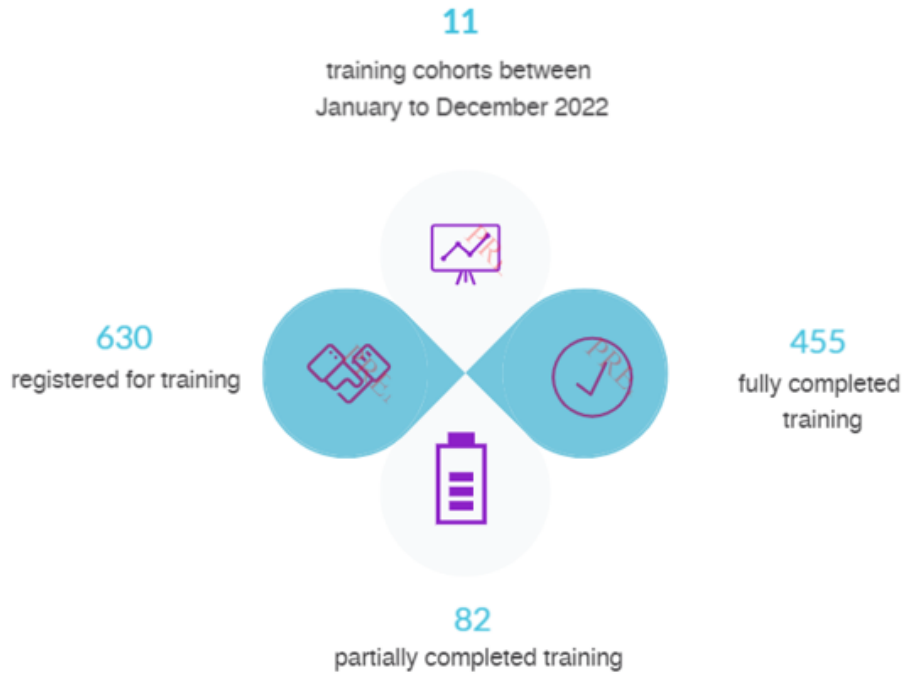 11
training cohorts between
January to December 2022
630
registered for training
455
fully completed
training
82
partially completed training